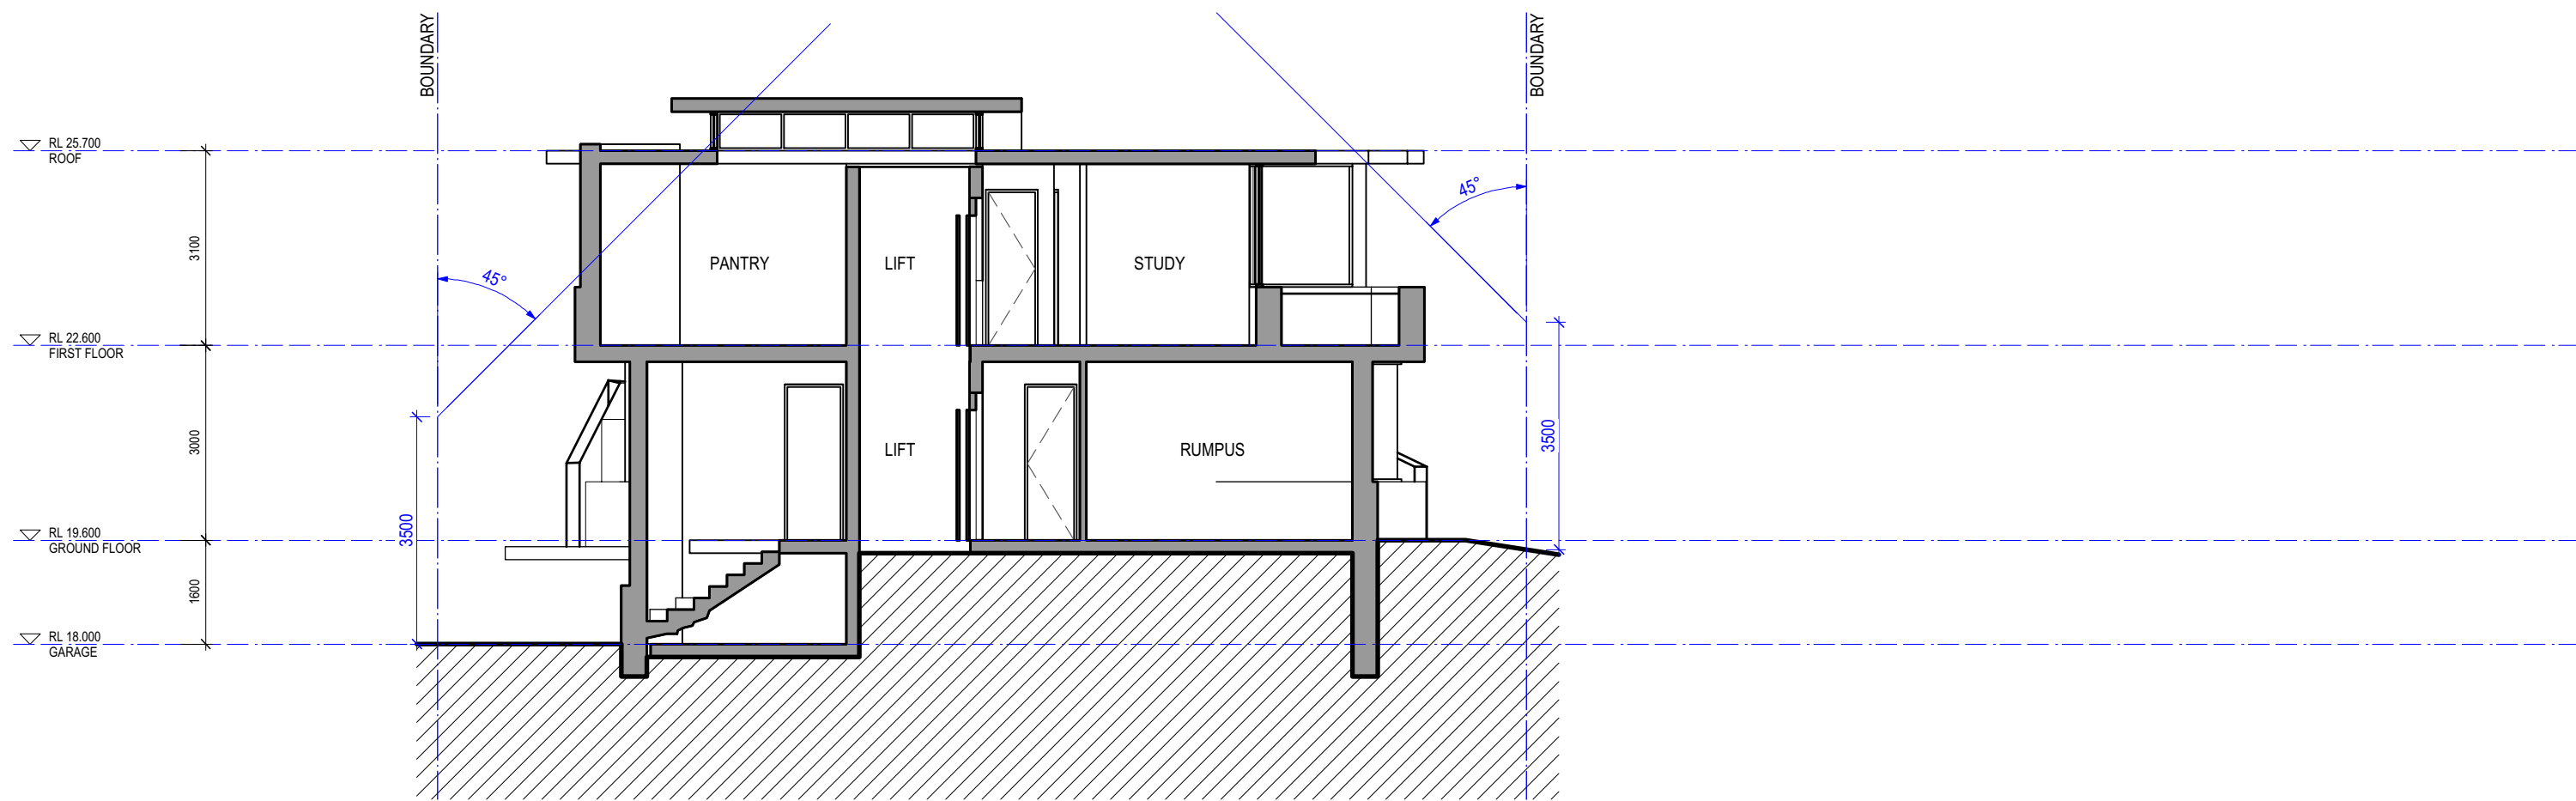 BOUNDARY
BOUNDARY
RL 25.700
ROOF
45°
3100
PANTRY
LIFT
STUDY
45°
RL 22.600
FIRST FLOOR
3000
LIFT
RUMPUS
3500
3500
RL 19.600
GROUND FLOOR
1600
RL 18.000
GARAGE